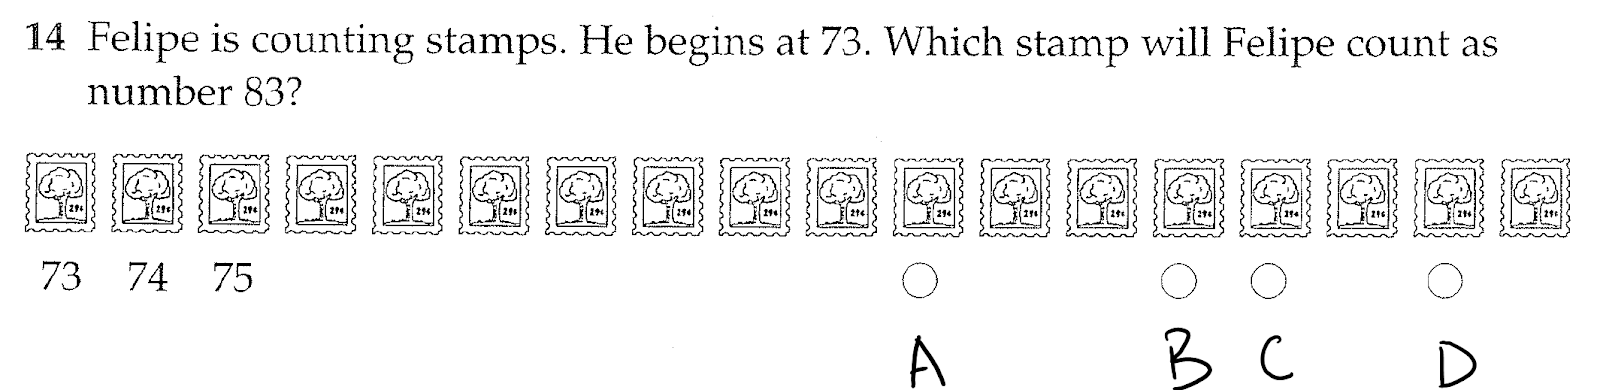 14 Felipe is counting stamps. He begins at 73. Which stamp will Felipe count as
number 83?
29¢ 29¢ 29¢ 29¢ 29¢ 29¢ 29¢ 29¢ 29¢ 29¢ 29¢ 29¢ 29¢ 29¢ 29¢ 29¢ 29¢ 29¢
73 74 75
A B C D